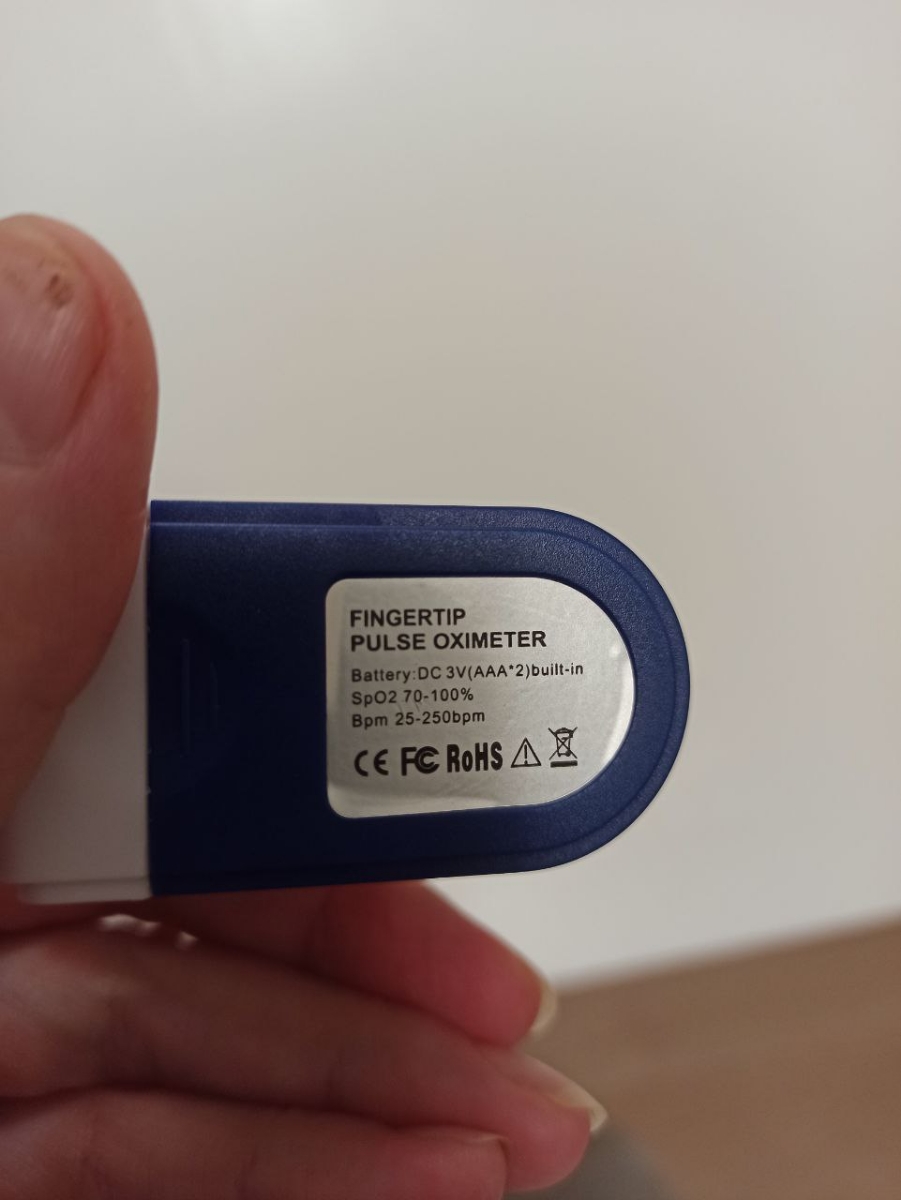 FINGERTIP
PULSE OXIMETER
Battery:DC 3V(AAA*2)built-in
SpO2 70-100%
Bpm 25-250bpm
CE FC RoHS